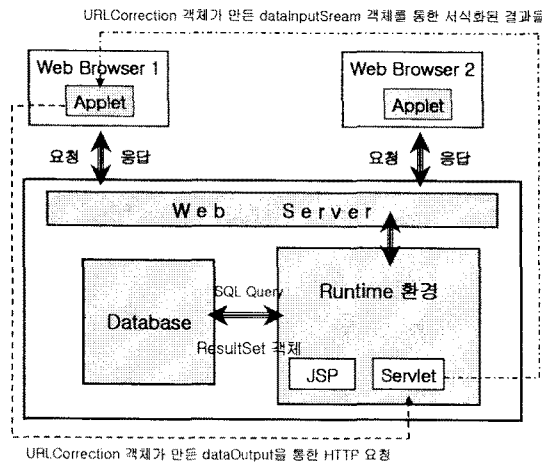 URLCorrection 객체가 만든 dataInputSream 객체를 통한 서식화된 결과들
Web Browser 1
Applet
Web Browser 2
Applet
요청
응답
요청
응답
Web Server
Database
SQL Query
ResultSet 객체
Runtime 환경
JSP
Servlet
URLCorrection 객체가 만든 dataOutput을 통한 HTTP 요청